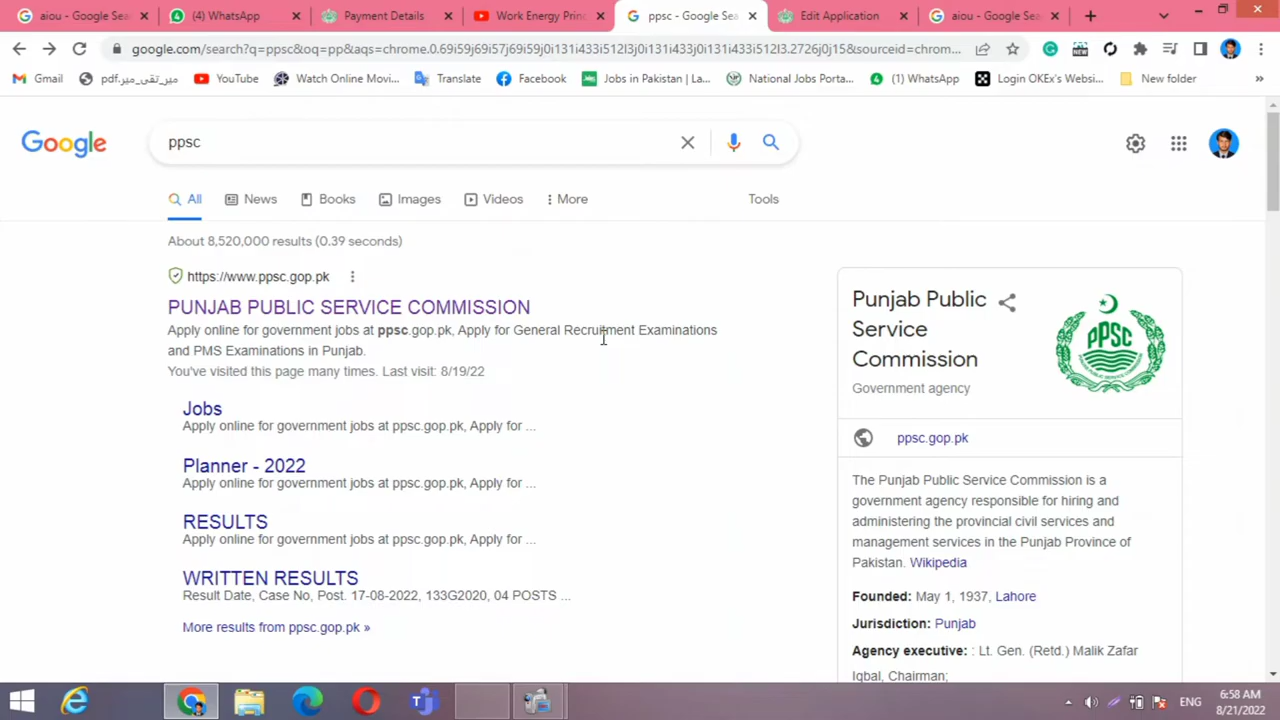 aiou - Google Sea
(4) WhatsApp
Payment Details
Work Energy Princ
ppsc - Google Sea
Edit Application
aiou - Google Sea
google.com/search?q=ppsc&oq=pp&aqs=chrome.0.69i59j69i57j69i59j0i131i433i512l3j0i131i433j0i131i433i512l3.2726j0j15&sourceid=chrom...
Gmail
میر_تقی_میر.pdf
YouTube
Watch Online Movi...
Translate
Facebook
Jobs in Pakistan | La...
National Jobs Porta...
(1) WhatsApp
Login OKEx's Websi...
New folder
»
Google
ppsc
All
News
Books
Images
Videos
More
Tools
About 8,520,000 results (0.39 seconds)
https://www.ppsc.gop.pk
PUNJAB PUBLIC SERVICE COMMISSION
Apply online for government jobs at ppsc.gop.pk, Apply for General Recruitment Examinations
and PMS Examinations in Punjab.
You've visited this page many times. Last visit: 8/19/22
Jobs
Apply online for government jobs at ppsc.gop.pk, Apply for ...
Planner - 2022
Apply online for government jobs at ppsc.gop.pk, Apply for ...
RESULTS
Apply online for government jobs at ppsc.gop.pk, Apply for ...
WRITTEN RESULTS
Result Date, Case No, Post. 17-08-2022, 133G2020, 04 POSTS ...
More results from ppsc.gop.pk »
Punjab Public
Service
Commission
Government agency
PPSC
ppsc.gop.pk
The Punjab Public Service Commission is a
government agency responsible for hiring and
administering the provincial civil services and
management services in the Punjab Province of
Pakistan. Wikipedia
Founded: May 1, 1937, Lahore
Jurisdiction: Punjab
Agency executive: : Lt. Gen. (Retd.) Malik Zafar
Iqbal, Chairman;
ENG
6:58 AM
8/21/2022